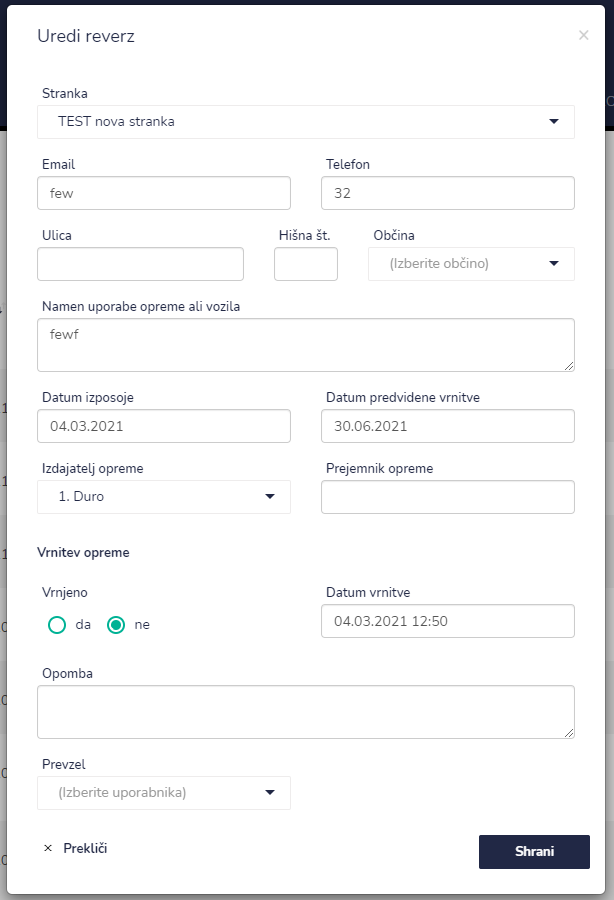 Uredi reverz ×
Stranka
TEST nova stranka
Email Telefon
few 32
Ulica Hišna št. Občina
(Izberite občino)
Namen uporabe opreme ali vozila
fewf
Datum izposoje Datum predvidene vrnitve
04.03.2021 30.06.2021
Izdajatelj opreme Prejemnik opreme
1. Duro
Vrnitev opreme
Vrnjeno Datum vrnitve
da ne 04.03.2021 12:50
Opomba
Prevzel
(Izberite uporabnika)
× Prekliči Shrani